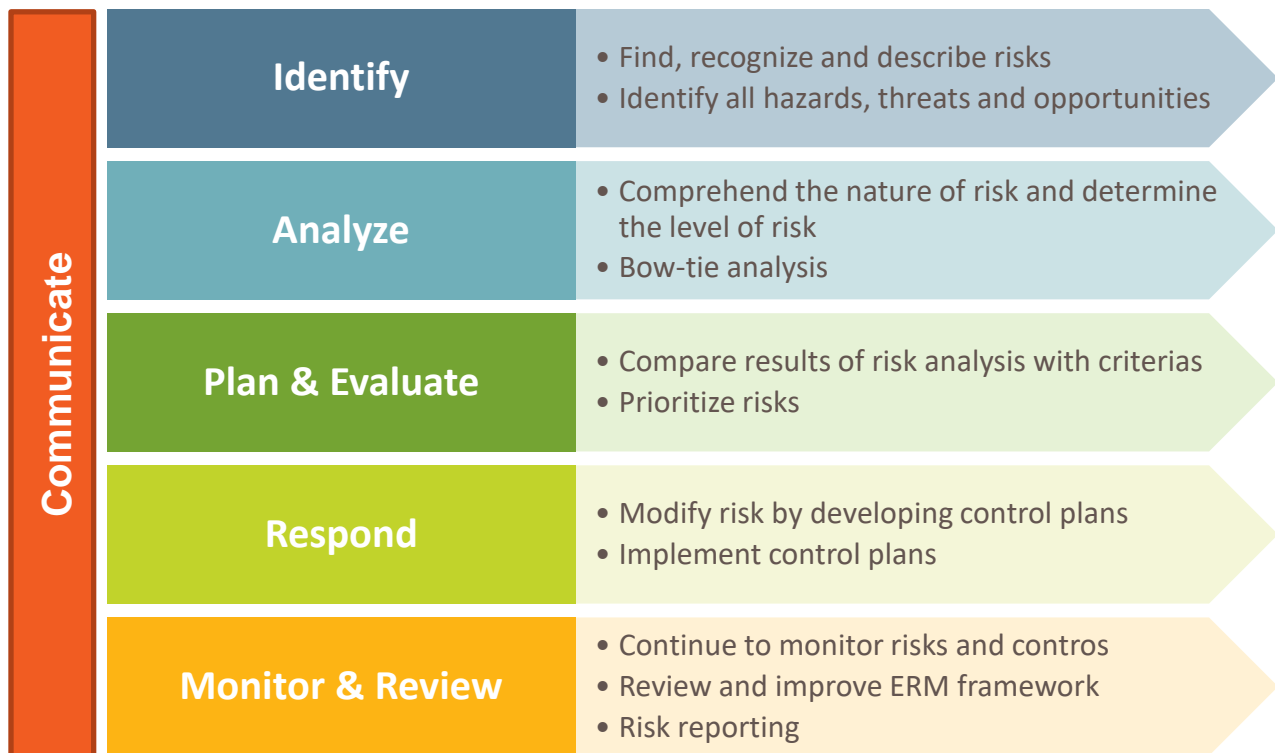 Communicate
Identify
• Find, recognize and describe risks
• Identify all hazards, threats and opportunities
Analyze
• Comprehend the nature of risk and determine
the level of risk
• Bow-tie analysis
Plan & Evaluate
• Compare results of risk analysis with criterias
• Prioritize risks
Respond
• Modify risk by developing control plans
• Implement control plans
Monitor & Review
• Continue to monitor risks and contros
• Review and improve ERM framework
• Risk reporting